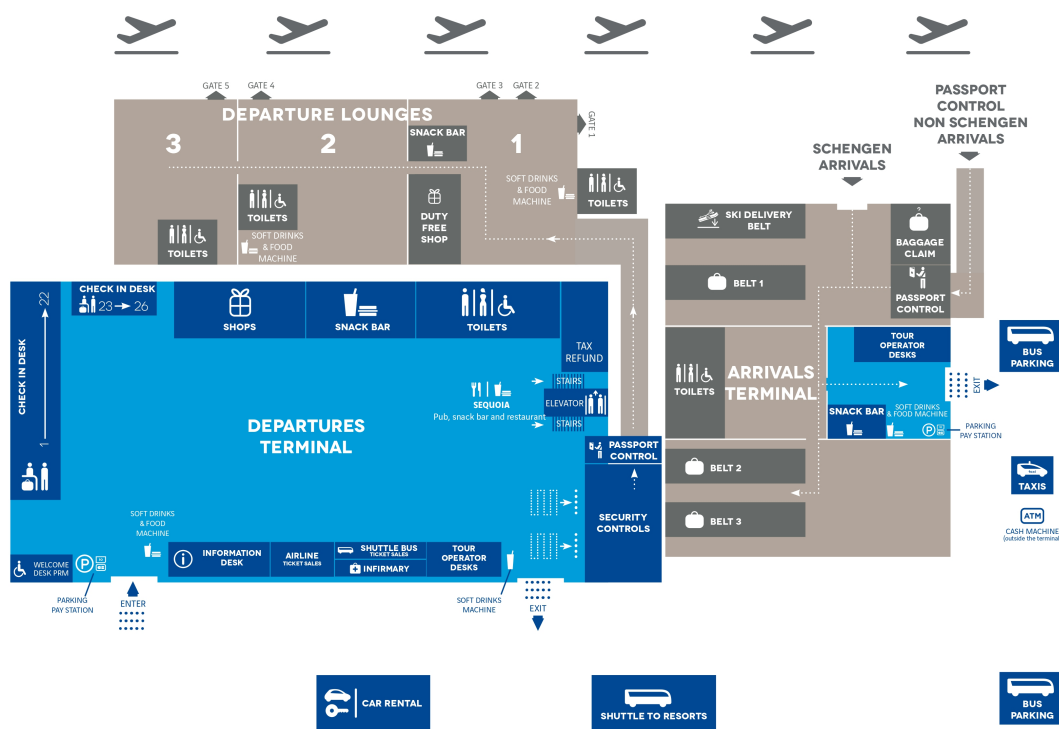 GATE 5
GATE 4
GATE 3
GATE 2
GATE 1
DEPARTURE LOUNGES
3
2
1
SNACK BAR
SOFT DRINKS
& FOOD
MACHINE
TOILETS
DUTY
FREE
SHOP
TOILETS
SOFT DRINKS
& FOOD
MACHINE
TOILETS
PASSPORT
CONTROL
NON SCHENGEN
ARRIVALS
SCHENGEN
ARRIVALS
SKI DELIVERY
BELT
BAGGAGE
CLAIM
BELT 1
PASSPORT
CONTROL
TOILETS
ARRIVALS
TERMINAL
TOUR
OPERATOR
DESKS
EXIT
BUS
PARKING
SNACK BAR
SOFT DRINKS
& FOOD MACHINE
P
PARKING
PAY STATION
BELT 2
BELT 3
TAXIS
ATM
CASH MACHINE
(outside the terminal
CHECK IN DESK
1
22
CHECK IN DESK
23 → 26
SHOPS
SNACK BAR
TOILETS
TAX
REFUND
STAIRS
ELEVATOR
STAIRS
SEQUOIA
Pub, snack bar and restaurant
DEPARTURES
TERMINAL
PASSPORT
CONTROL
SECURITY
CONTROLS
SOFT DRINKS
& FOOD
MACHINE
WELCOME
DESK PRM
P
PARKING
PAY STATION
ENTER
INFORMATION
DESK
AIRLINE
TICKET SALES
SHUTTLE BUS
TICKET SALES
INFIRMARY
TOUR
OPERATOR
DESKS
SOFT DRINKS
MACHINE
EXIT
CAR RENTAL
SHUTTLE TO RESORTS
BUS
PARKING